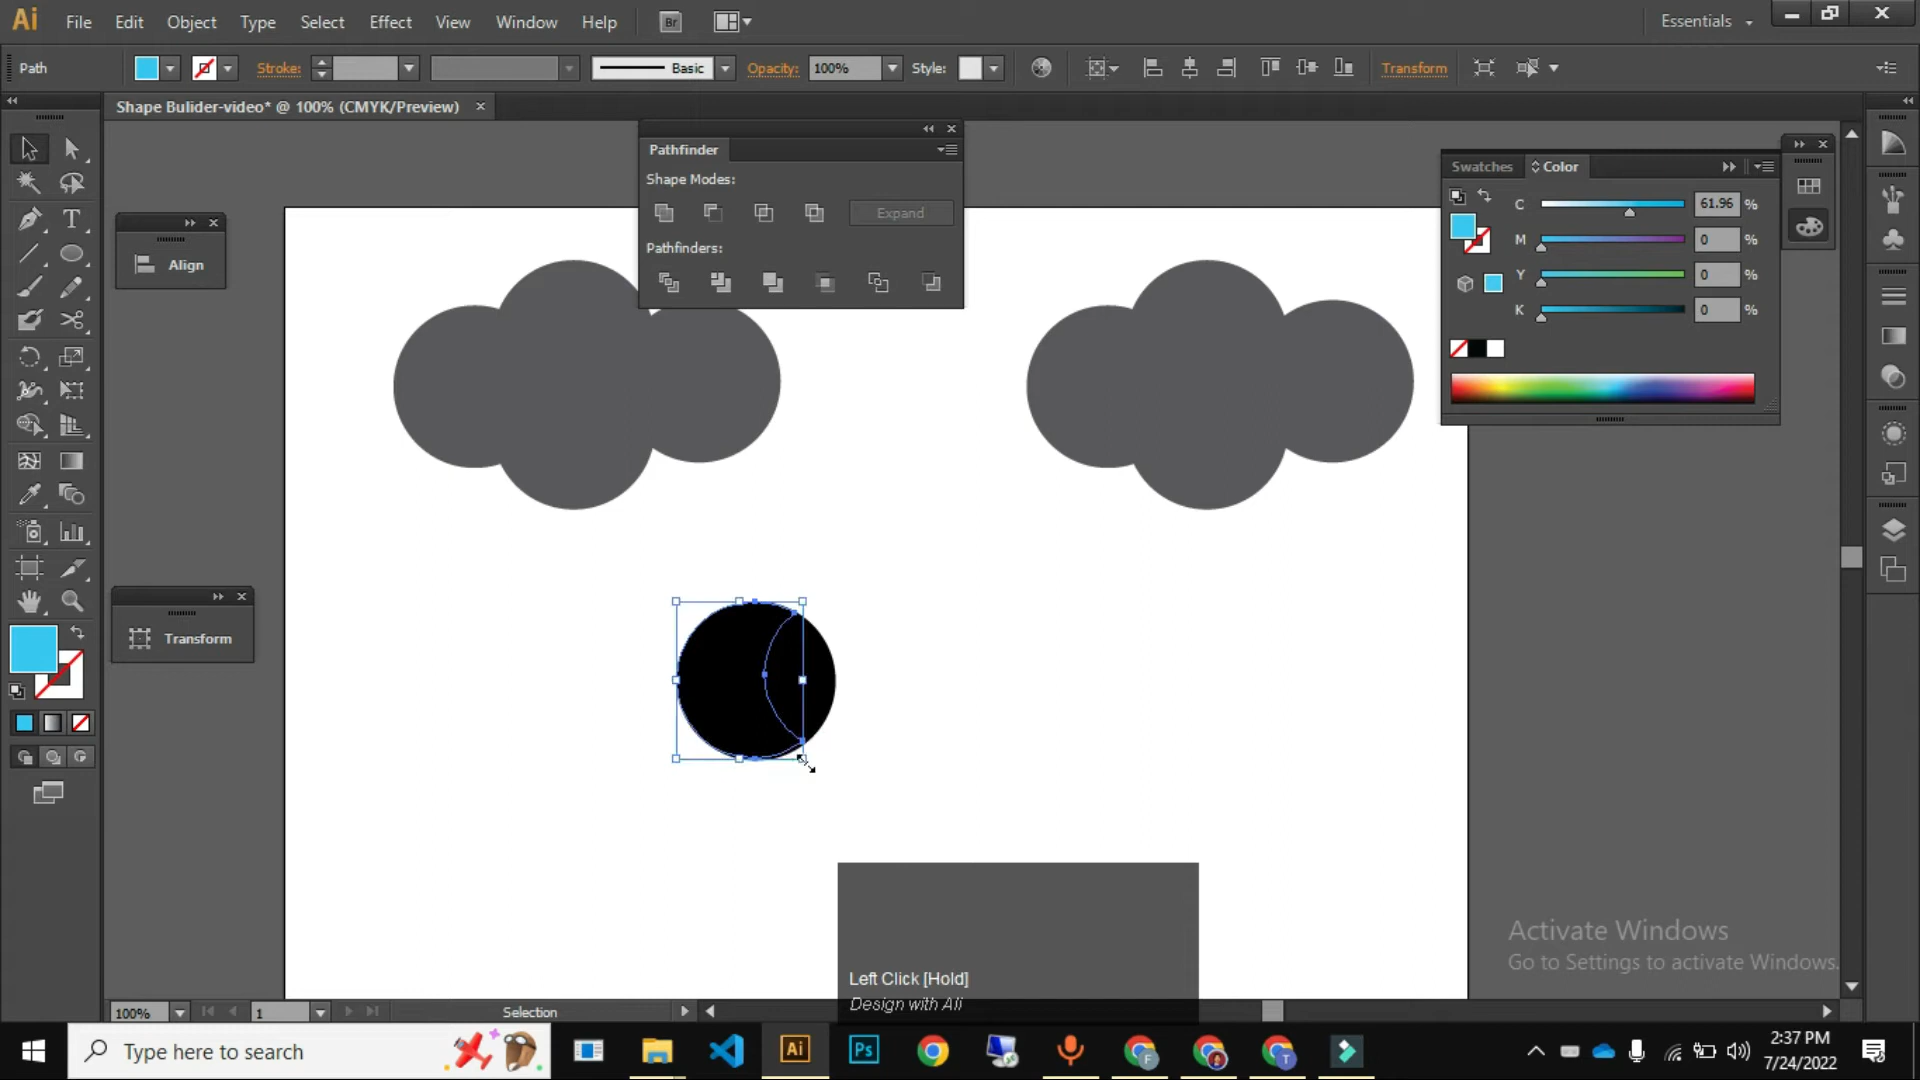 Ai File Edit Object Type Select Effect View Window Help Br Essentials
Path Stroke: Basic Opacity: 100% Style: Transform
Shape Bulider-video* @ 100% (CMYK/Preview)
Pathfinder
Shape Modes:
Expand
Pathfinders:
Swatches Color
C 61.96 %
M 0 %
Y 0 %
K 0 %
T
Align
Transform
Left Click [Hold]
Design with Ali
Activate Windows
Go to Settings to activate Windows.
100% 1 Selection
Type here to search
Ai Ps F T
2:37 PM
7/24/2022